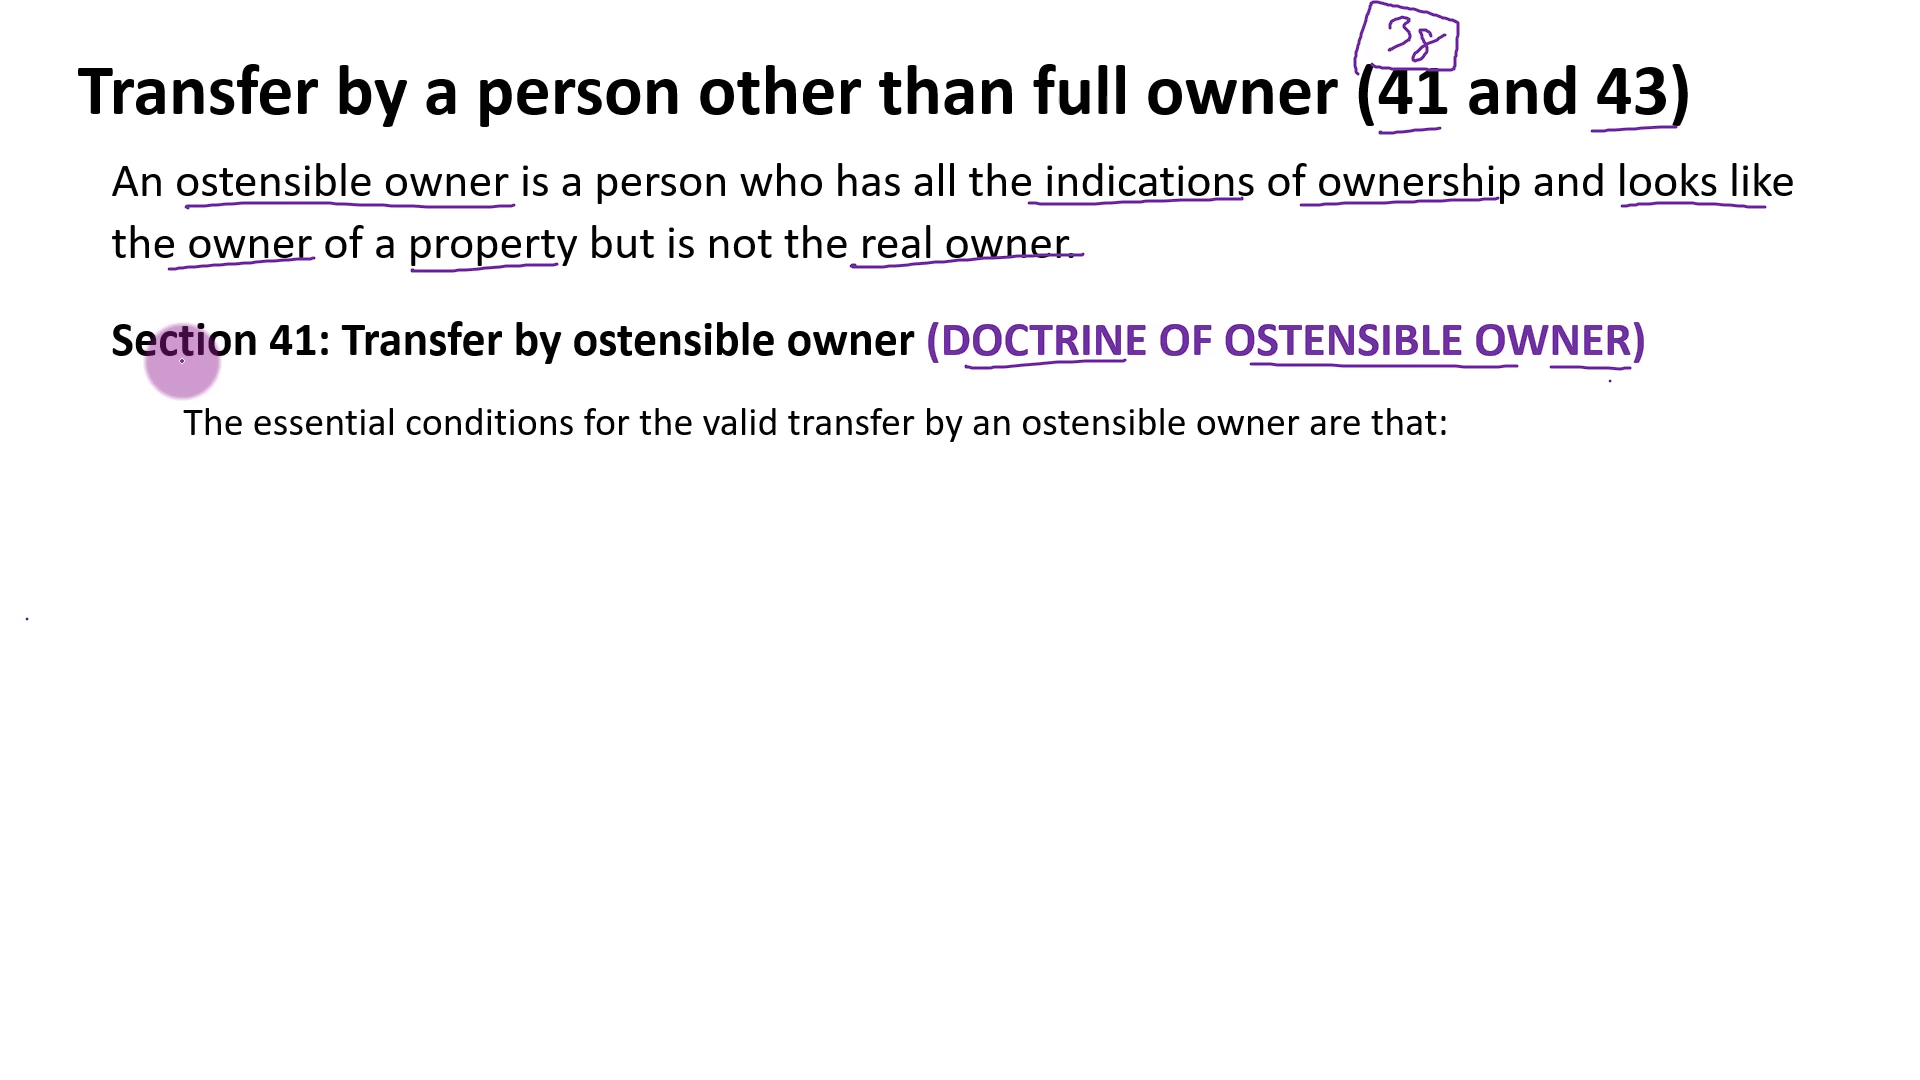 38
Transfer by a person other than full owner (41 and 43)
An ostensible owner is a person who has all the indications of ownership and looks like
the owner of a property but is not the real owner.
Section 41: Transfer by ostensible owner (DOCTRINE OF OSTENSIBLE OWNER)
The essential conditions for the valid transfer by an ostensible owner are that: